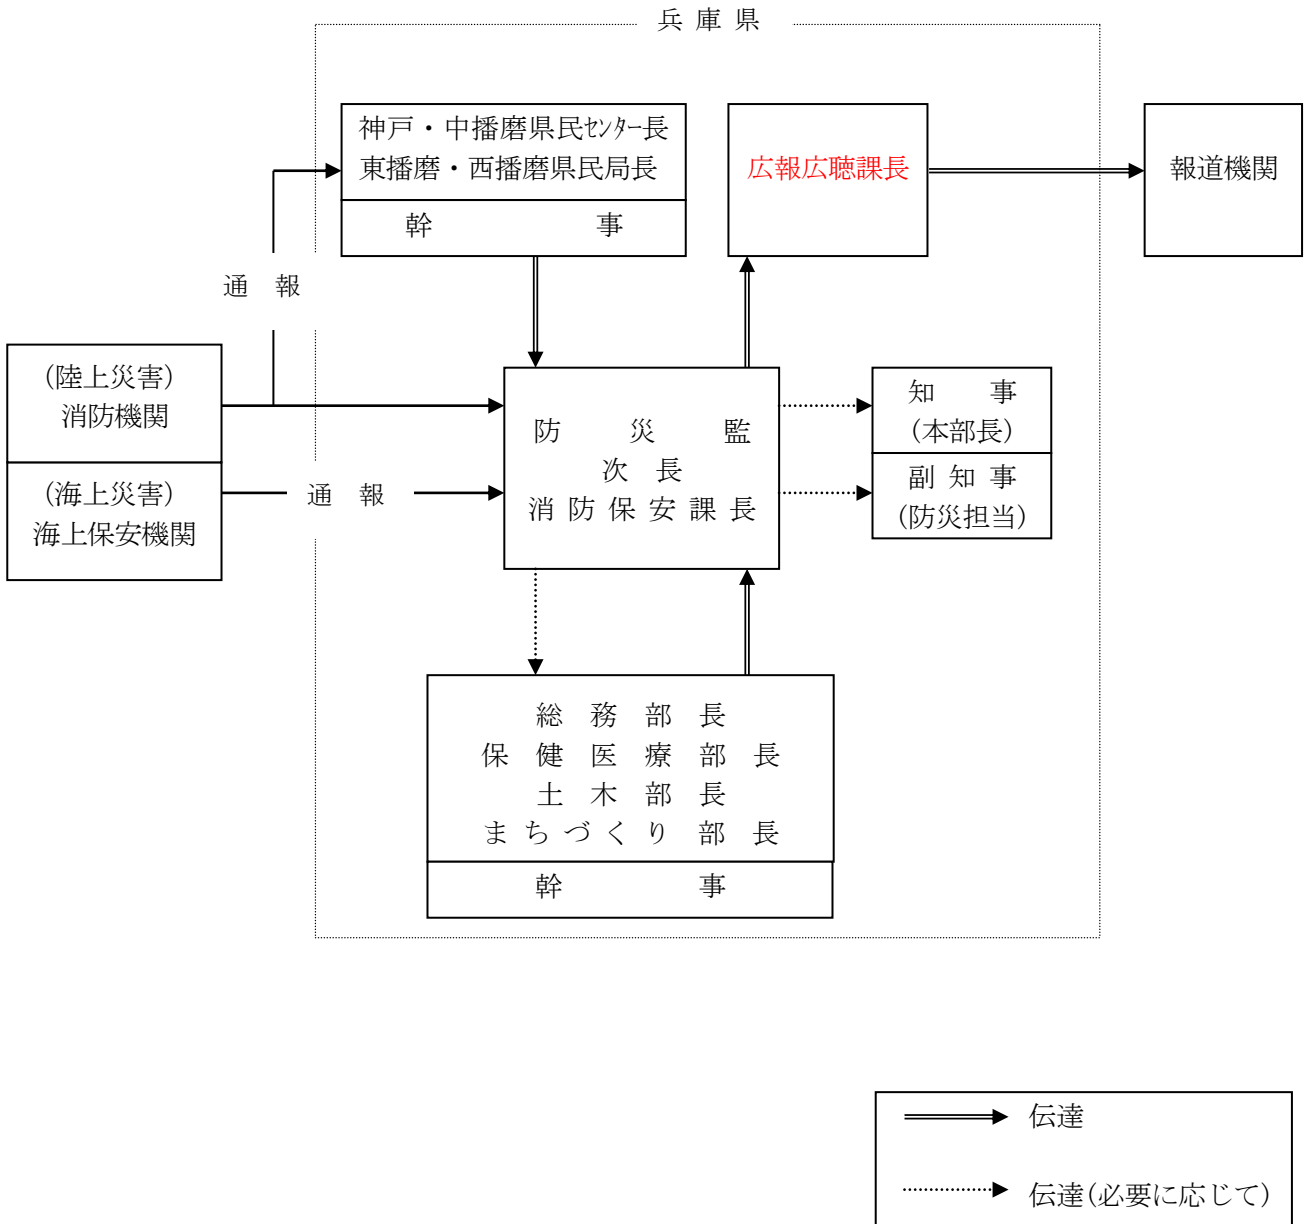 兵庫県
神戸・中播磨県民ｾﾝﾀｰ長
東播磨・西播磨県民局長
幹事
広報広聴課長
報道機関
通報
(陸上災害)
消防機関
(海上災害)
海上保安機関
通報
防災監
次長
消防保安課長
知事
(本部長)
副知事
(防災担当)
総務部長
保健医療部長
土木部長
まちづくり部長
幹事
伝達
伝達(必要に応じて)